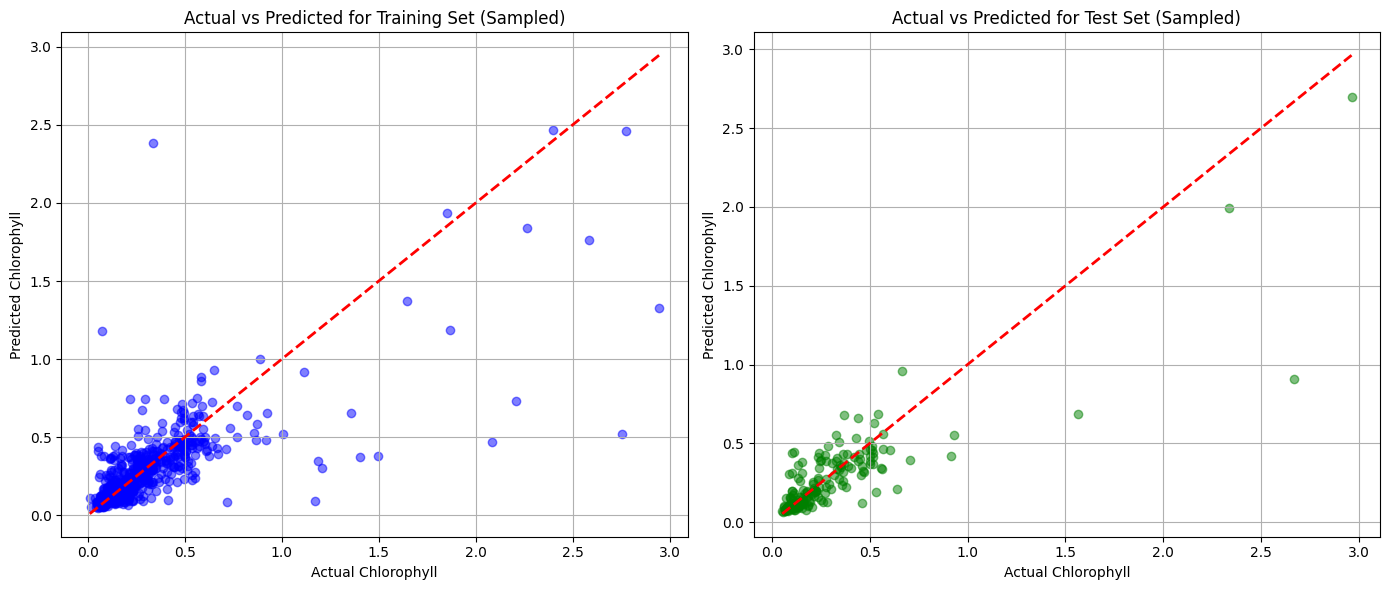 Actual vs Predicted for Training Set (Sampled)
3.0
2.5
2.0
1.5
1.0
0.5
0.0
Predicted Chlorophyll
0.0 0.5 1.0 1.5 2.0 2.5 3.0
Actual Chlorophyll
Actual vs Predicted for Test Set (Sampled)
3.0
2.5
2.0
1.5
1.0
0.5
0.0
Predicted Chlorophyll
0.0 0.5 1.0 1.5 2.0 2.5 3.0
Actual Chlorophyll